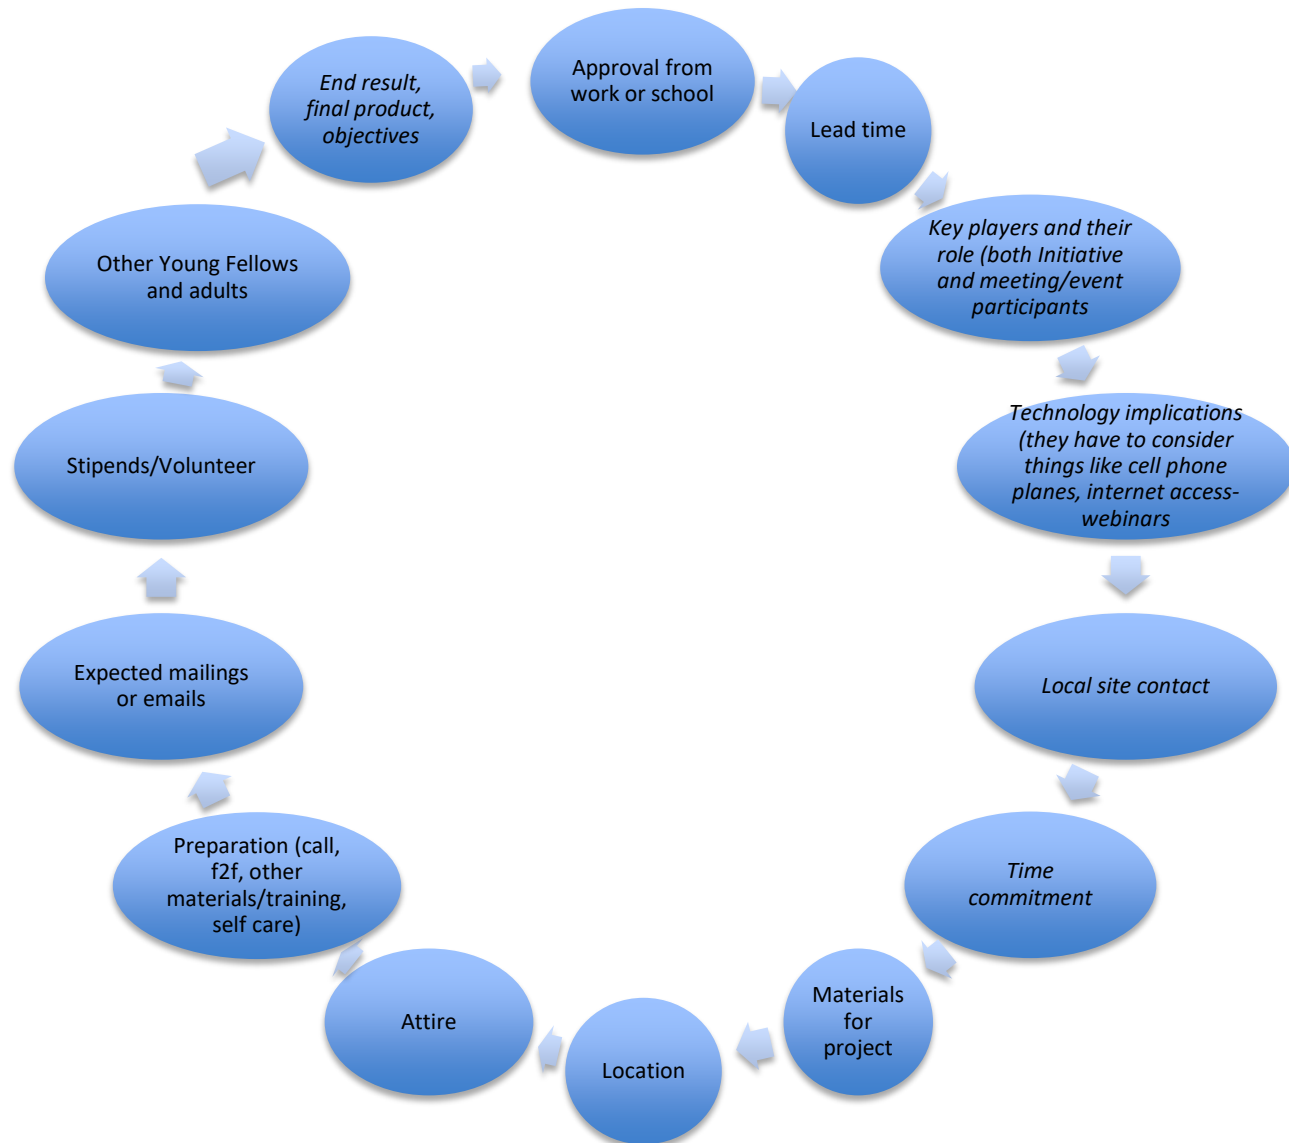 Approval from
work or school
Lead time
Key players and their
role (both Initiative
and meeting/event
participants
Technology implications
(they have to consider
things like cell phone
planes, internet access-
webinars
Local site contact
Time
commitment
Materials
for
project
Location
Attire
Preparation (call,
f2f, other
materials/training,
self care)
Expected mailings
or emails
Stipends/Volunteer
Other Young Fellows
and adults
End result,
final product,
objectives